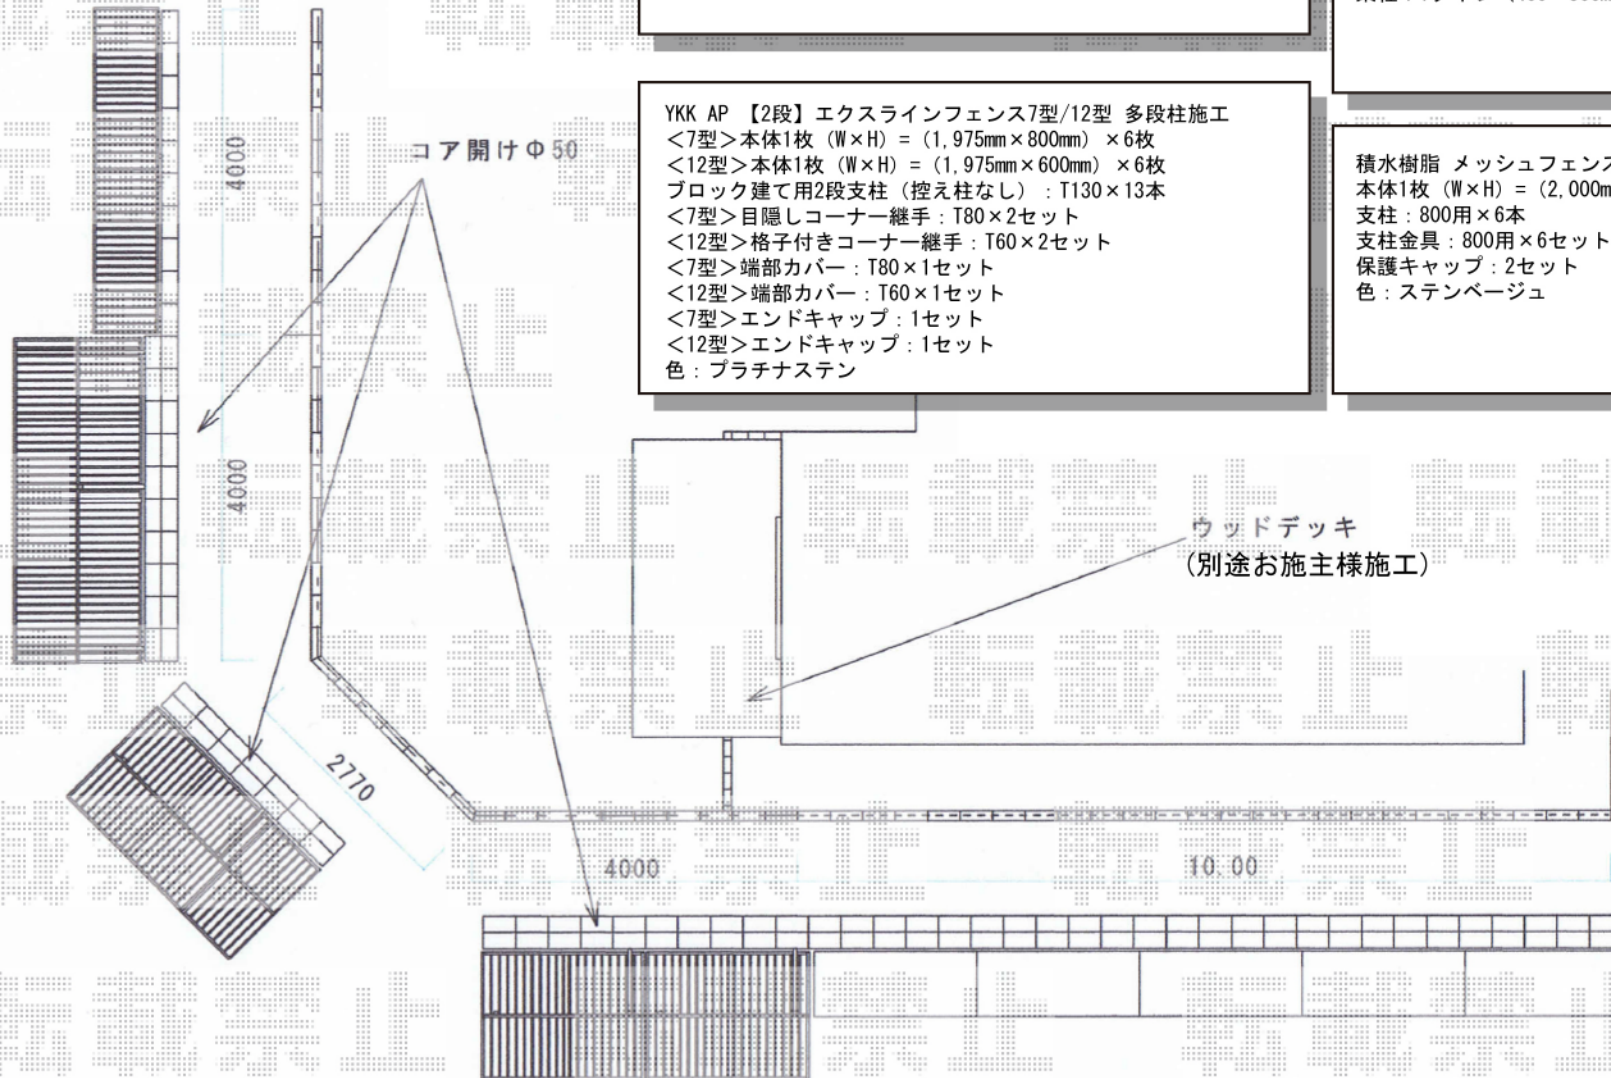 YKK AP 【2段】エクスラインフェンス7型/12型 多段柱施工
<7型>本体1枚（W×H）=（1,975mm×800mm）×6枚
<12型>本体1枚（W×H）=（1,975mm×600mm）×6枚
ブロック建て用2段支柱（控え柱なし）：T130×13本
<7型>目隠しコーナー継手：T80×2セット
<12型>格子付きコーナー継手：T60×2セット
<7型>端部カバー：T80×1セット
<12型>端部カバー：T60×1セット
<7型>エンドキャップ：1セット
<12型>エンドキャップ：1セット
色：プラチナステン
積水樹脂 メッシュフェンス
本体1枚（W×H）=（2,000m
支柱：800用×6本
支柱金具：800用×6セット
保護キャップ：2セット
色：ステンベージュ
コア開けΦ50
4000
4000
ウッドデッキ
(別途お施主様施工)
2770
4000
10.00
転載禁止